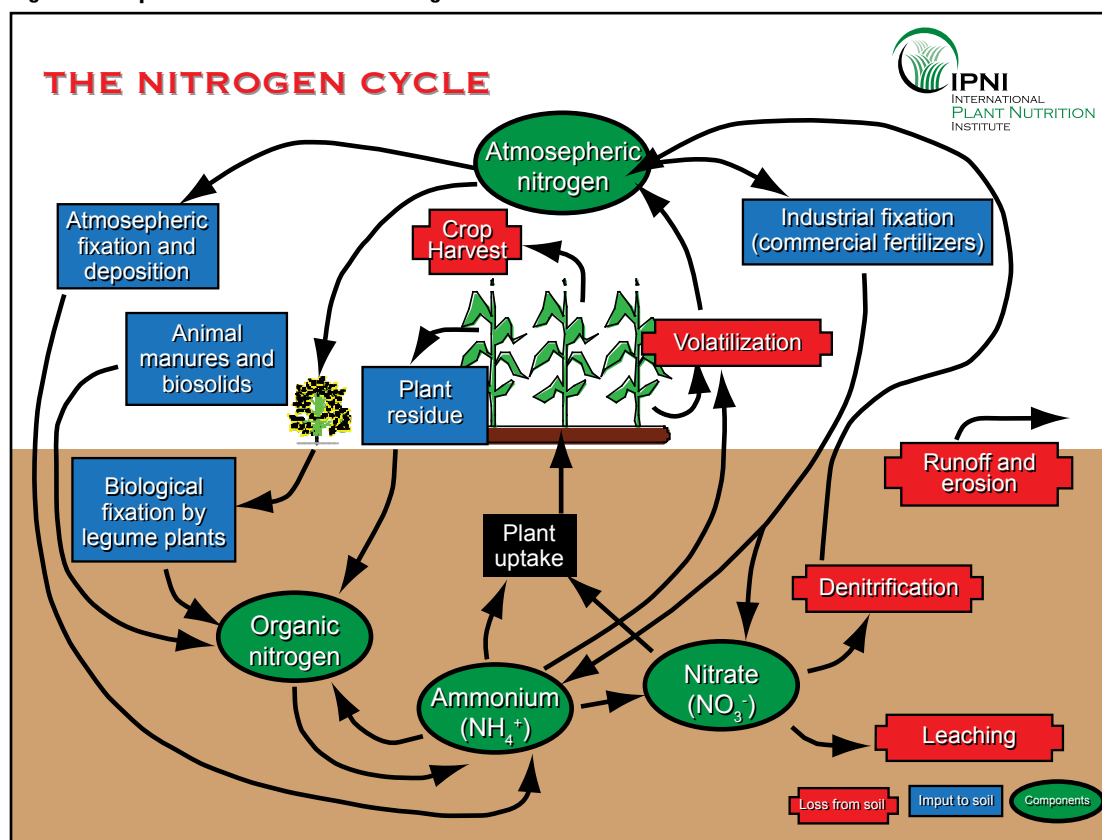 THE NITROGEN CYCLE
IPNI
INTERNATIONAL
PLANT NUTRITION
INSTITUTE
Atmosepheric
nitrogen
Atmosepheric
fixation and
deposition
Crop
Harvest
Industrial fixation
(commercial fertilizers)
Animal
manures and
biosolids
Plant
residue
Volatilization
Runoff and
erosion
Biological
fixation by
legume plants
Plant
uptake
Denitrification
Organic
nitrogen
Ammonium
(NH₄⁺)
Nitrate
(NO₃⁻)
Leaching
Loss from soil
Imput to soil
Components